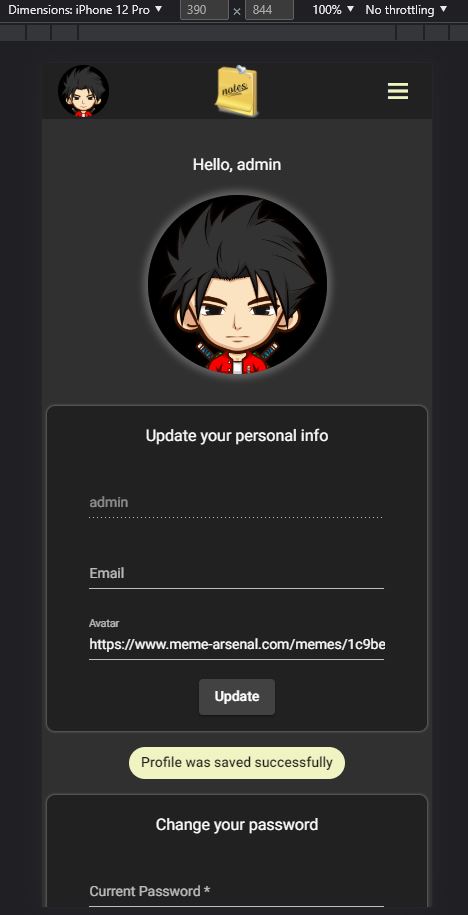 Dimensions: iPhone 12 Pro ▼ 390 × 844 100% ▼ No throttling ▼
notes
Hello, admin
Update your personal info
admin
Email
Avatar
https://www.meme-arsenal.com/memes/1c9be
Update
Profile was saved successfully
Change your password
Current Password *